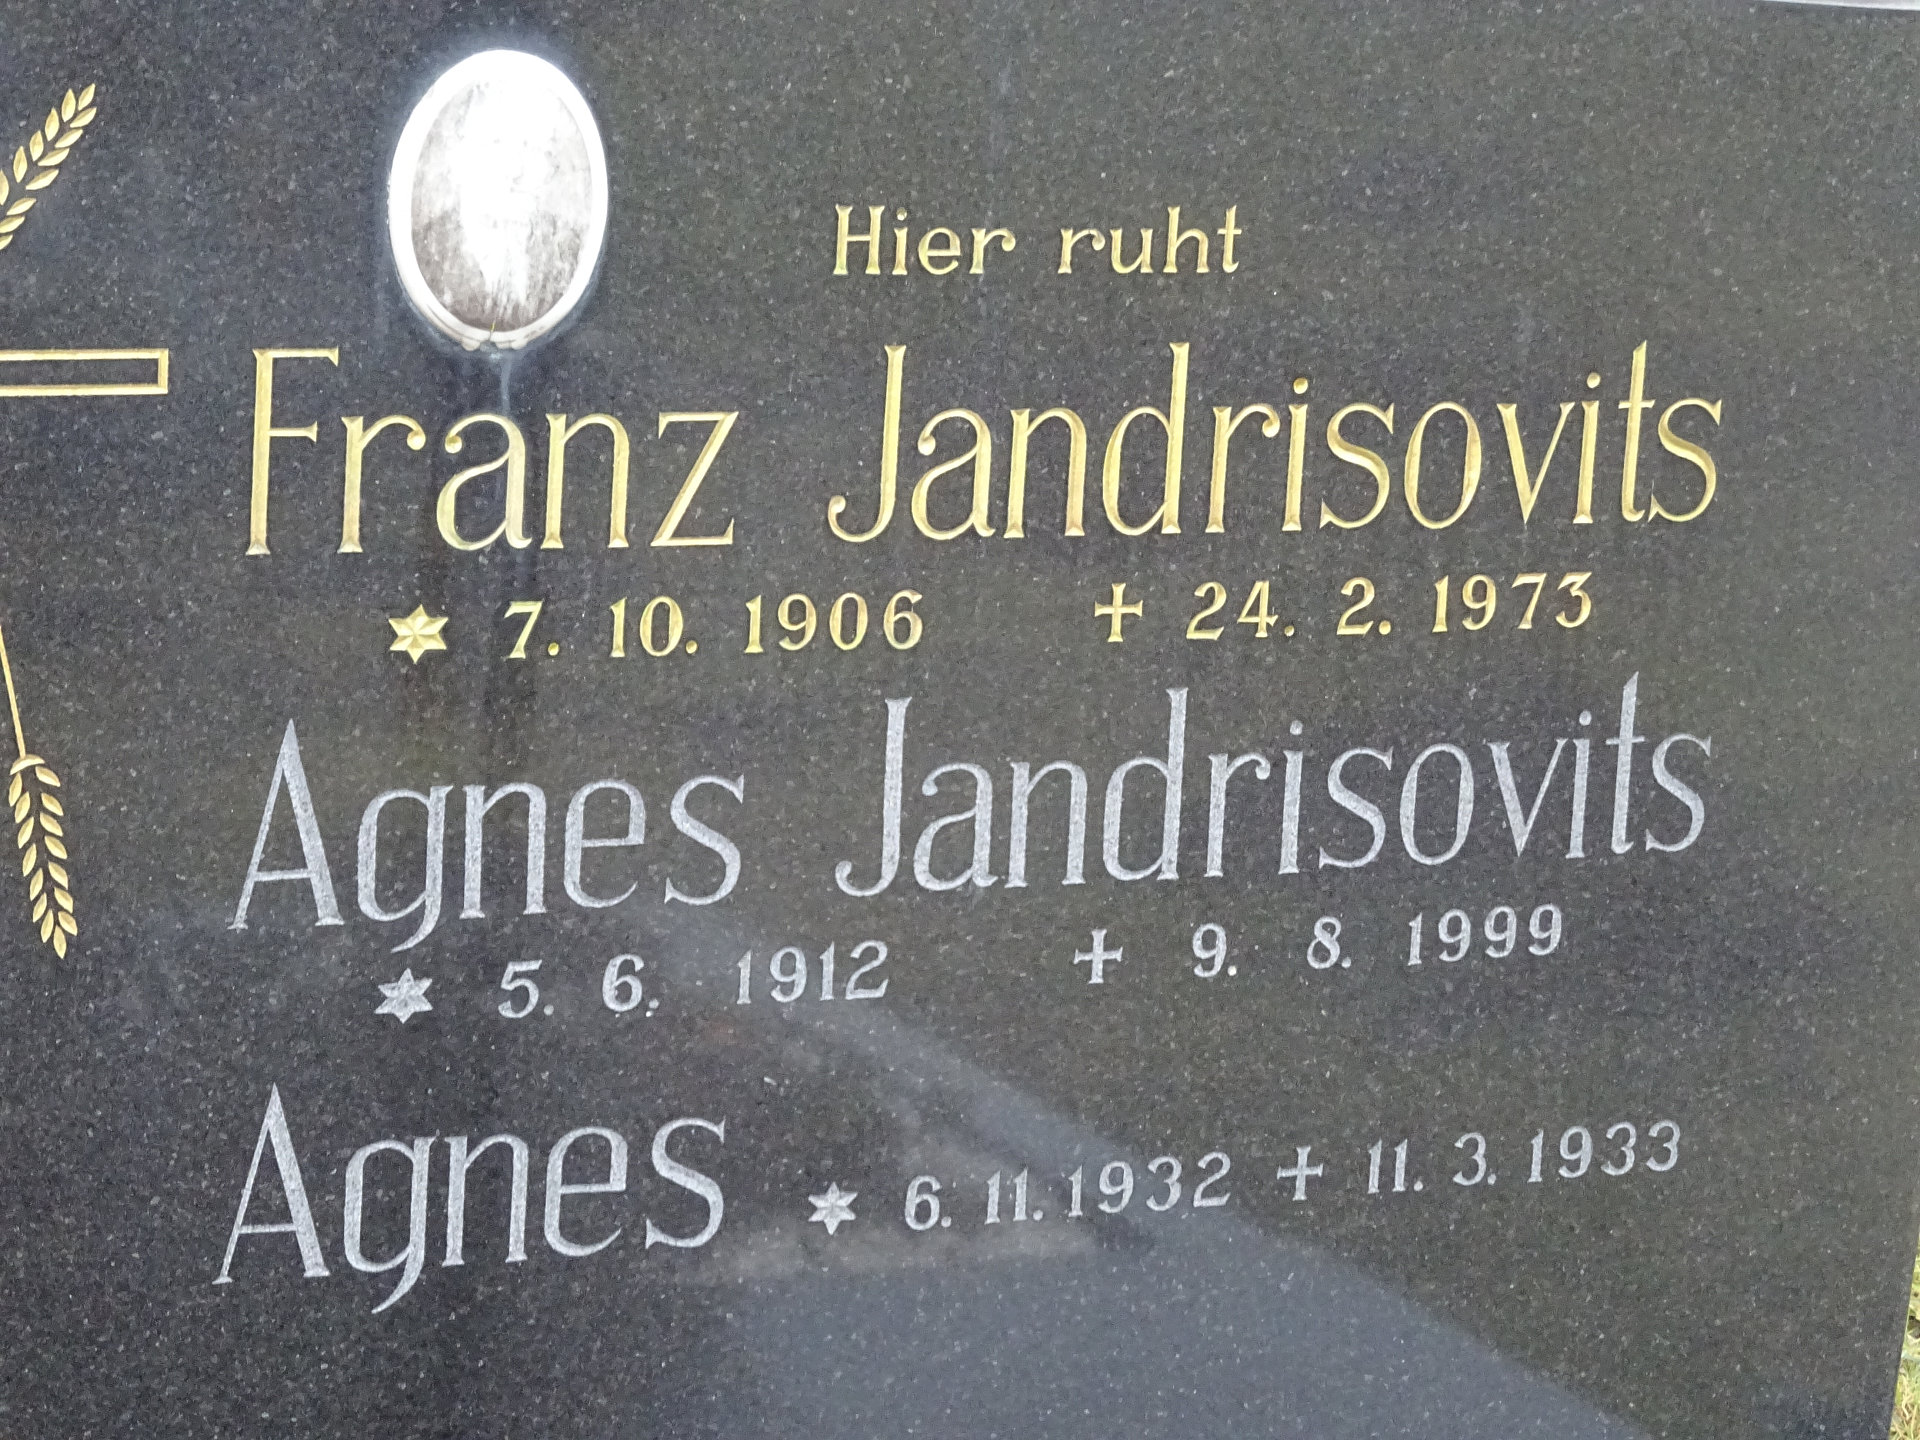 Hier ruht
Franz Jandrisovits
✶ 7. 10. 1906 ✝ 24. 2. 1973
Agnes Jandrisovits
✶ 5. 6. 1912 ✝ 9. 8. 1999
Agnes ✶ 6. 11. 1932 ✝ 11. 3. 1933